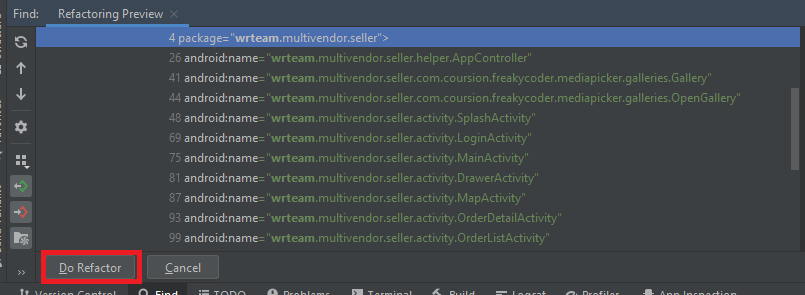 Find: Refactoring Preview
4 package="wrteam.multivendor.seller">
26 android:name="wrteam.multivendor.seller.helper.AppController"
41 android:name="wrteam.multivendor.seller.com.coursion.freakycoder.mediapicker.galleries.Gallery"
44 android:name="wrteam.multivendor.seller.com.coursion.freakycoder.mediapicker.galleries.OpenGallery"
48 android:name="wrteam.multivendor.seller.activity.SplashActivity"
69 android:name="wrteam.multivendor.seller.activity.LoginActivity"
75 android:name="wrteam.multivendor.seller.activity.MainActivity"
81 android:name="wrteam.multivendor.seller.activity.DrawerActivity"
87 android:name="wrteam.multivendor.seller.activity.MapActivity"
93 android:name="wrteam.multivendor.seller.activity.OrderDetailActivity"
99 android:name="wrteam.multivendor.seller.activity.OrderListActivity"
Do Refactor Cancel
Version Control Find TODO Problems Terminal Build Logcat Profiler App Inspection